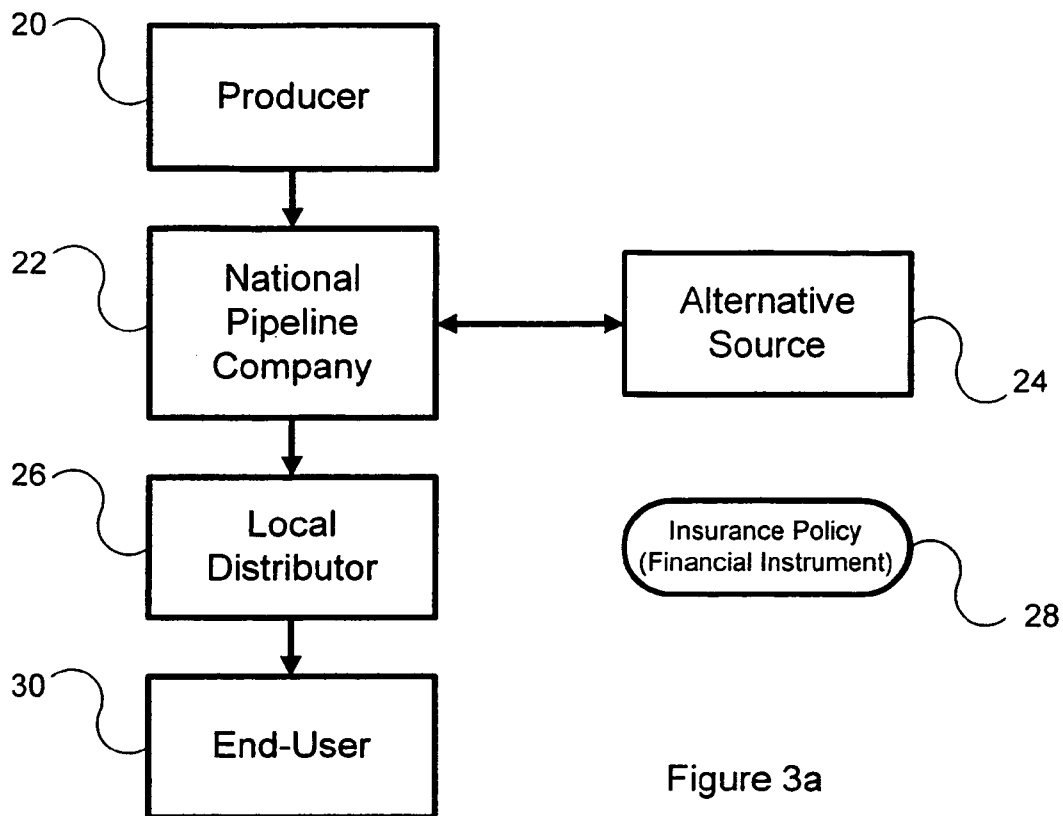 20
Producer
22
National
Pipeline
Company
Alternative
Source
24
26
Local
Distributor
Insurance Policy
(Financial Instrument)
28
30
End-User
Figure 3a